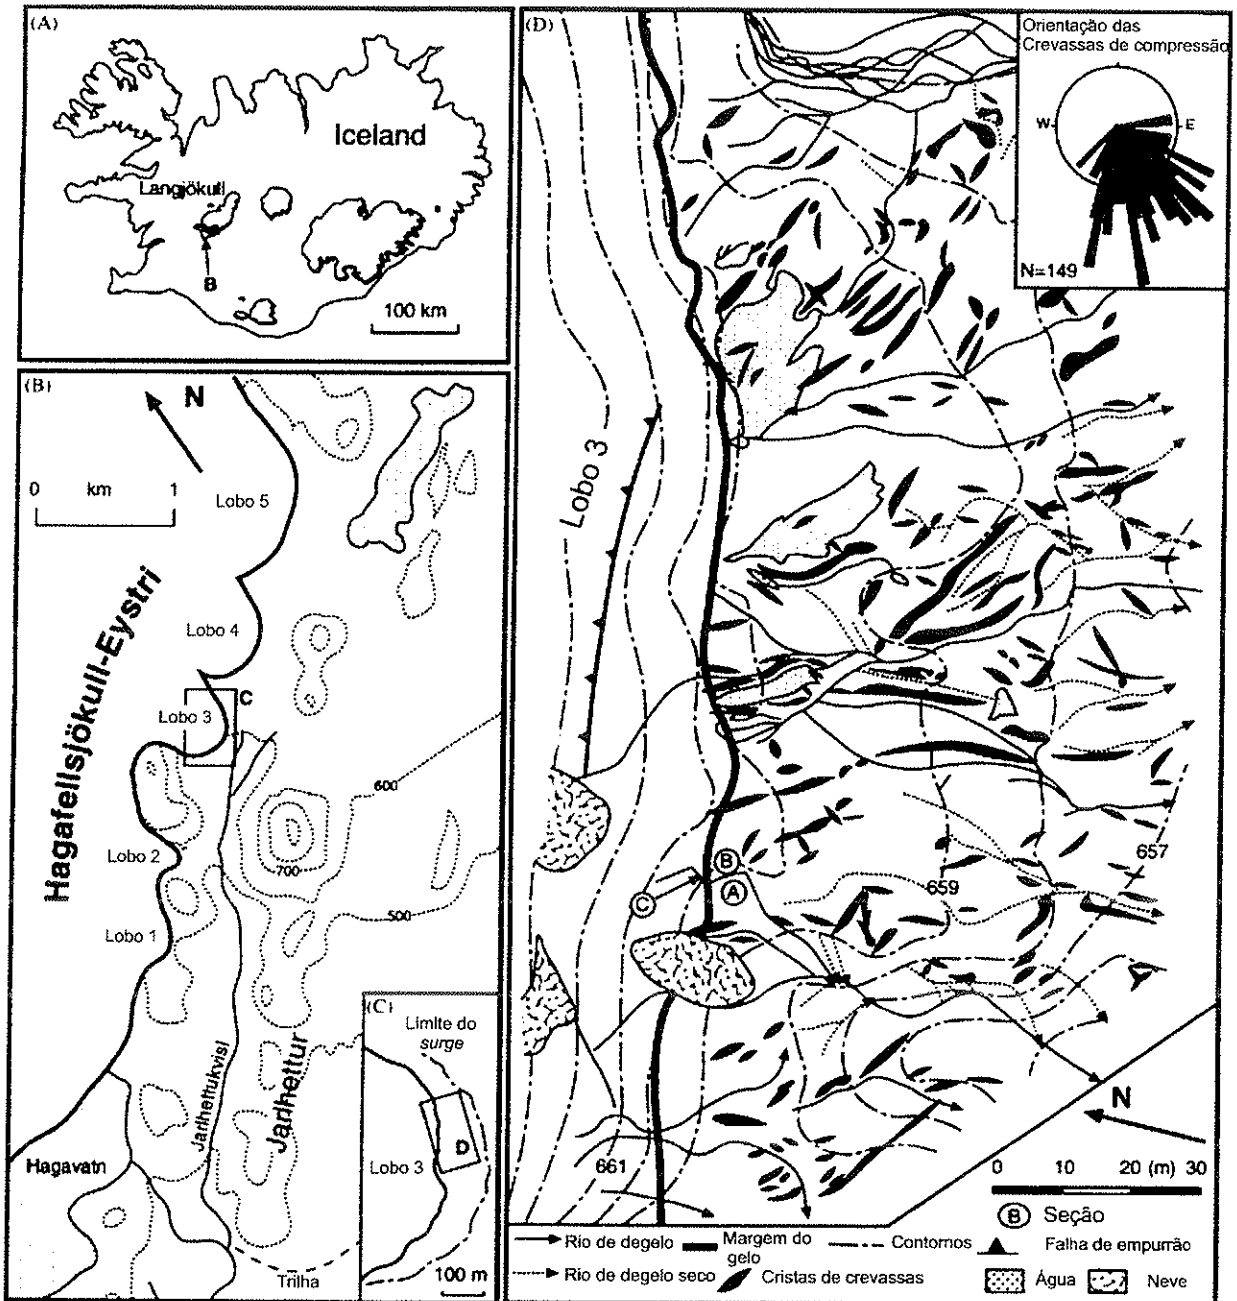 (A)
Iceland
Langjökull
B
100 km
(B)
N
0 km 1
Lobo 5
Hagafellsjökull-Eystri
Lobo 4
C
Lobo 3
600
Lobo 2
700
500
Lobo 1
Jarlhettukvisl
Jarlhettur
Hagavatn
Trilha
(C)
Limite do
surge
D
Lobo 3
100 m
(D)
Orientação das
Crevassas de compressão
W
E
N=149
Lobo 3
657
B
659
A
C
N
661
0 10 20 (m) 30
B Seção
Rio de degelo
Margem do
gelo
Contornos
Falha de empurrão
Rio de degelo seco
Cristas de crevassas
Água
Neve